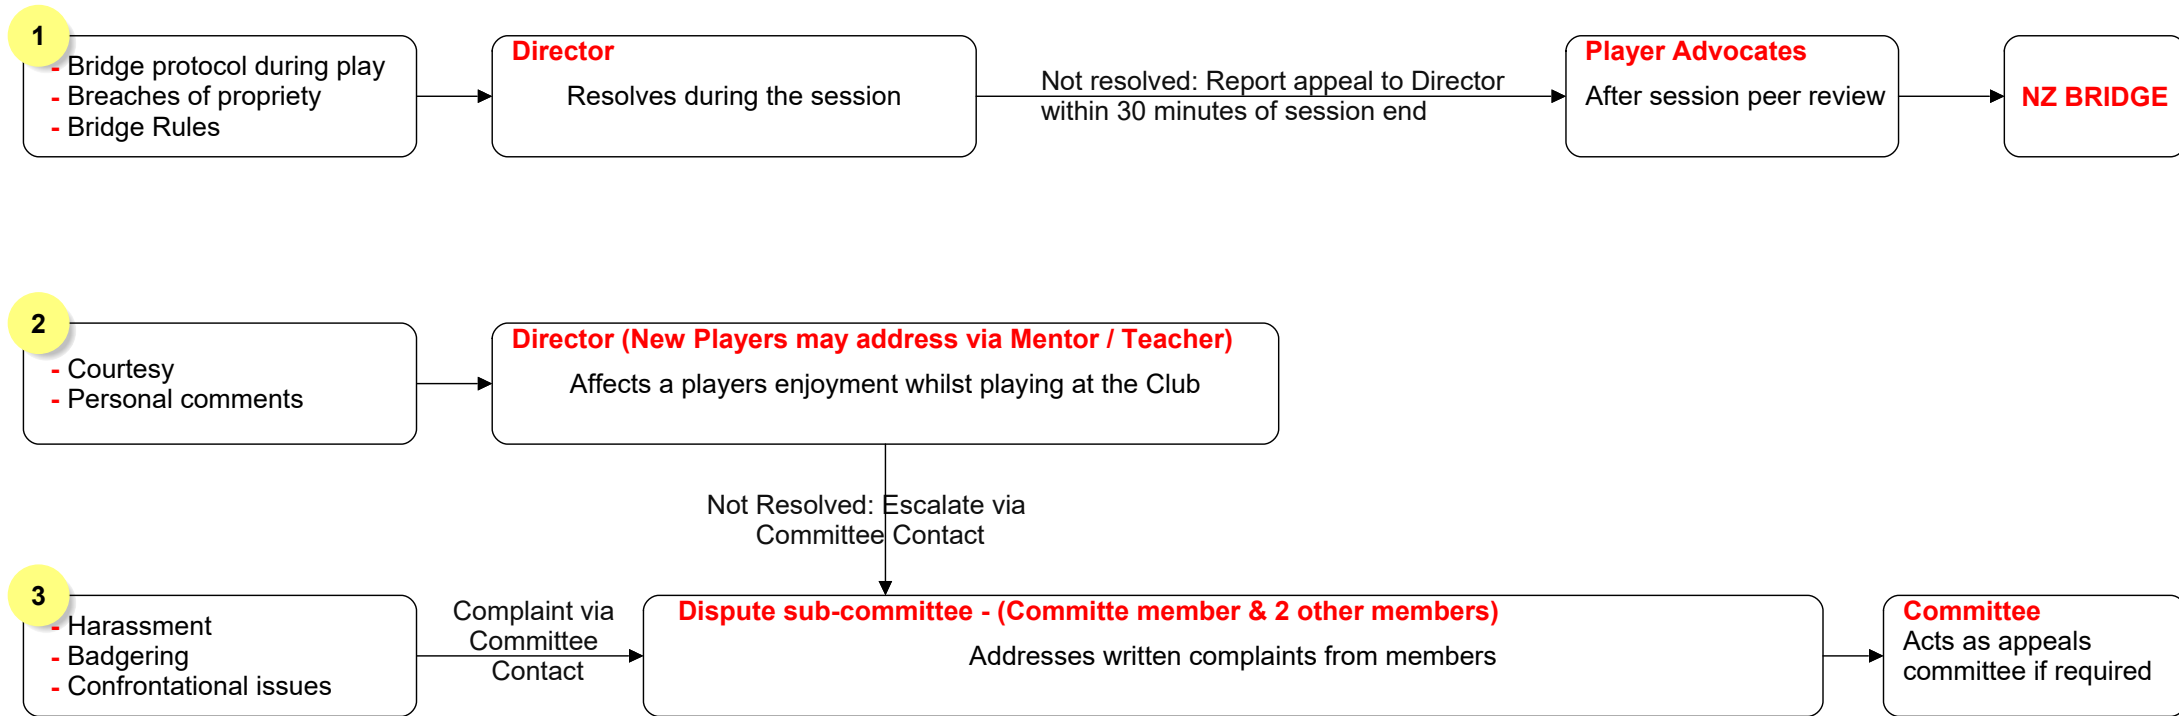 1
- Bridge protocol during play
- Breaches of propriety
- Bridge Rules
Director
Resolves during the session
Not resolved: Report appeal to Director
within 30 minutes of session end
Player Advocates
After session peer review
NZ BRIDGE
2
- Courtesy
- Personal comments
Director (New Players may address via Mentor / Teacher)
Affects a players enjoyment whilst playing at the Club
Not Resolved: Escalate via
Committee Contact
3
- Harassment
- Badgering
- Confrontational issues
Complaint via
Committee
Contact
Dispute sub-committee - (Committe member & 2 other members)
Addresses written complaints from members
Committee
Acts as appeals
committee if required